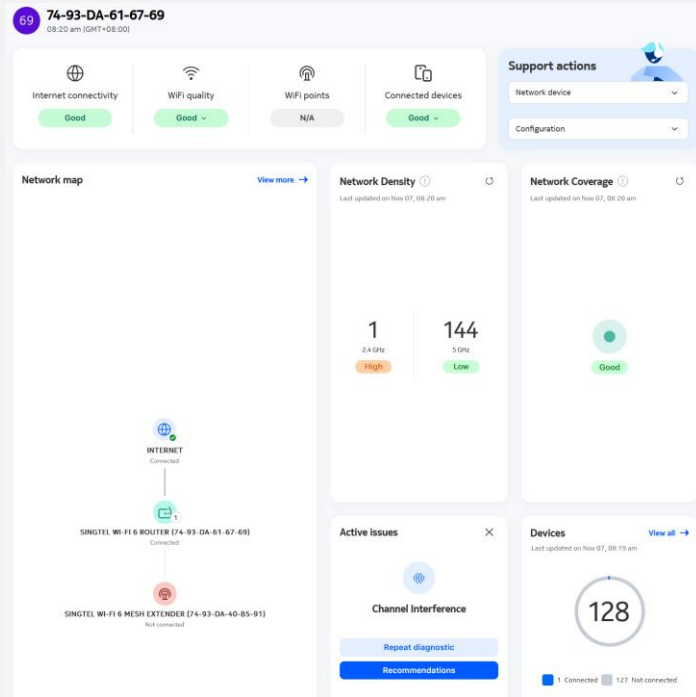 69
74-93-DA-61-67-69
08:20 am (GMT+08:00)
Internet connectivity
Good
WiFi quality
Good
WiFi points
N/A
Connected devices
Good
Support actions
Network device
Configuration
Network map
View more →
INTERNET
Connected
1
SINGTEL WI-FI 6 ROUTER (74-93-DA-61-67-69)
Connected
SINGTEL WI-FI 6 MESH EXTENDER (74-93-DA-40-85-91)
Not connected
Network Density
Last updated on Nov 07, 08:20 am
1
2.4 GHz
High
144
5 GHz
Low
Network Coverage
Last updated on Nov 07, 08:20 am
Good
Active issues
Channel Interference
Repeat diagnostic
Recommendations
Devices
View all →
Last updated on Nov 07, 08:19 am
128
1 Connected 127 Not connected